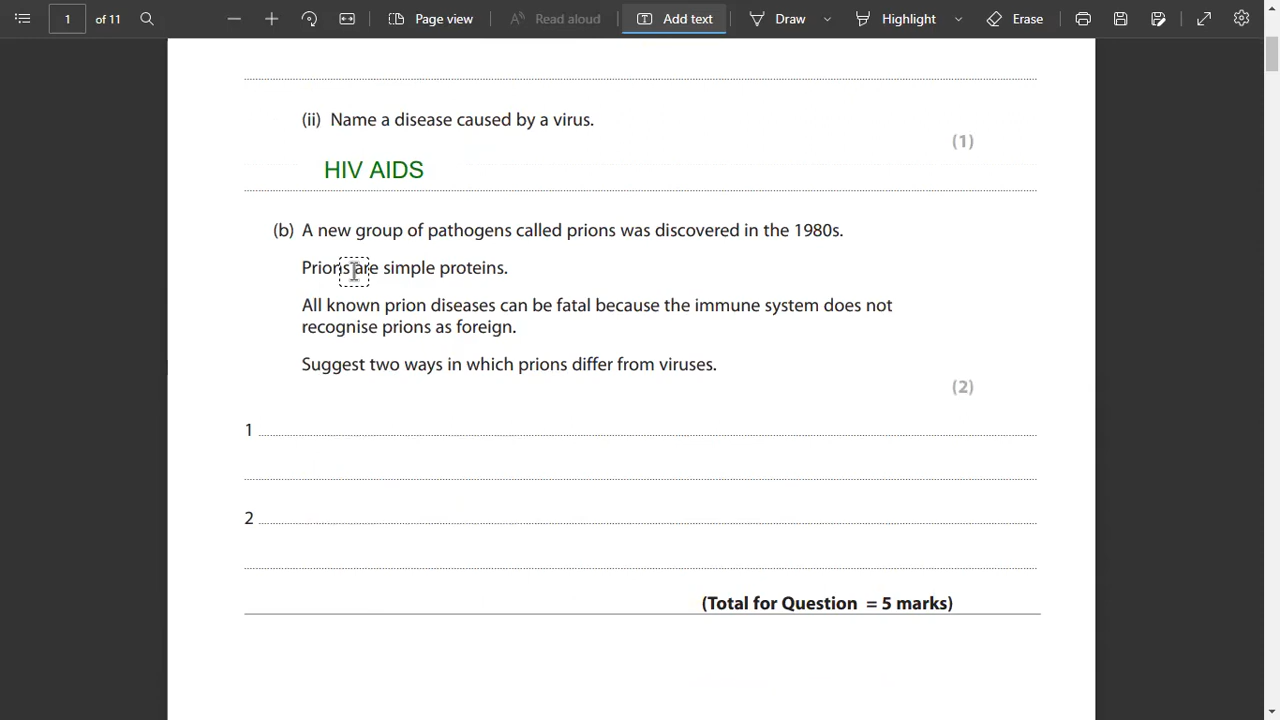 1 of 11 Page view Read aloud Add text Draw Highlight Erase
(ii) Name a disease caused by a virus.
(1)
HIV AIDS
(b) A new group of pathogens called prions was discovered in the 1980s.
Prions are simple proteins.
All known prion diseases can be fatal because the immune system does not
recognise prions as foreign.
Suggest two ways in which prions differ from viruses.
(2)
1
2
(Total for Question = 5 marks)